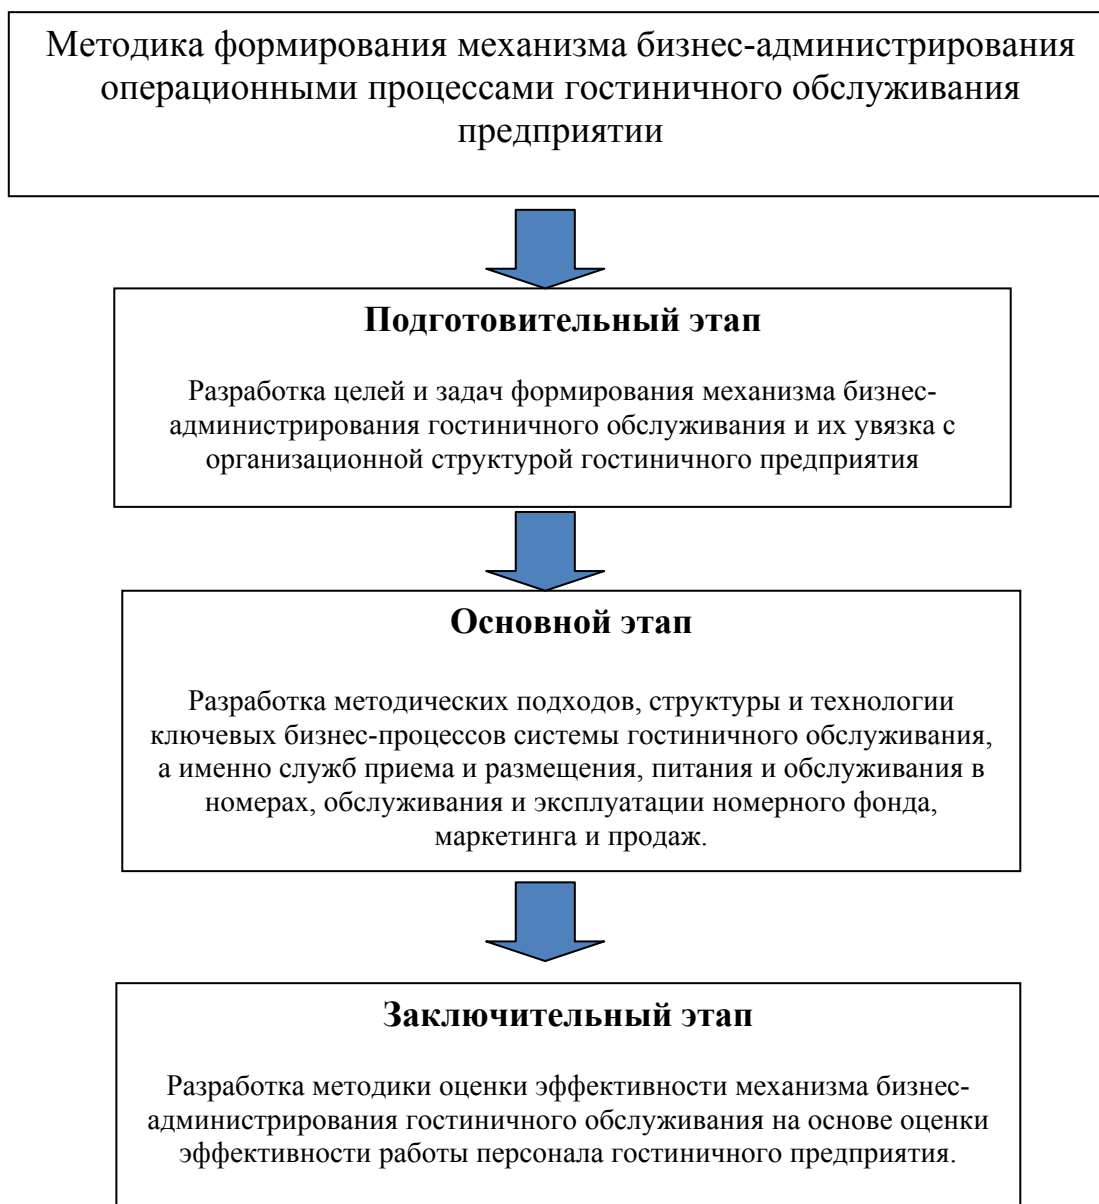 Методика формирования механизма бизнес-администрирования
операционными процессами гостиничного обслуживания
предприятии
Подготовительный этап
Разработка целей и задач формирования механизма бизнес-
администрирования гостиничного обслуживания и их увязка с
организационной структурой гостиничного предприятия
Основной этап
Разработка методических подходов, структуры и технологии
ключевых бизнес-процессов системы гостиничного обслуживания,
а именно служб приема и размещения, питания и обслуживания в
номерах, обслуживания и эксплуатации номерного фонда,
маркетинга и продаж.
Заключительный этап
Разработка методики оценки эффективности механизма бизнес-
администрирования гостиничного обслуживания на основе оценки
эффективности работы персонала гостиничного предприятия.